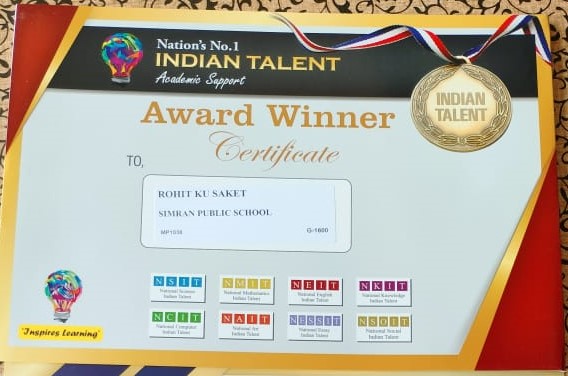 Nation's No.1
INDIAN TALENT
Academic Support
INDIAN
TALENT
Award Winner
Certificate
TO,
ROHIT KU SAKET
SIMRAN PUBLIC SCHOOL
MP1038 G-1600
NSIT NMIT NEIT NKIT
National Science National Mathematics National English National Knowledge
Indian Talent Indian Talent Indian Talent Indian Talent
NCIT NAIT NESSIT NSOIT
National Computer National Art National Essay National Social
Indian Talent Indian Talent Indian Talent Indian Talent
"Inspires Learning"